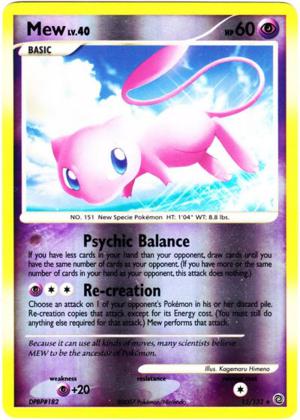 Mew LV.40
HP 60
BASIC
NO. 151 New Specie Pokémon HT: 1'04" WT: 8.8 lbs.
Psychic Balance
If you have less cards in your hand than your opponent, draw cards until you
have the same number of cards as your opponent. (If you have more or the same
number of cards in your hand as your opponent, this attack does nothing.)
Re-creation
Choose an attack on 1 of your opponent's Pokémon in his or her discard pile.
Re-creation copies that attack except for its Energy cost. (You must still do
anything else required for that attack.) Mew performs that attack.
Because it can use all kinds of moves, many scientists believe
MEW to be the ancestor of Pokémon.
Illus. Kagemaru Himeno
weakness
resistance
+20
DPBP#182
©2007 Pokémon/Nintendo